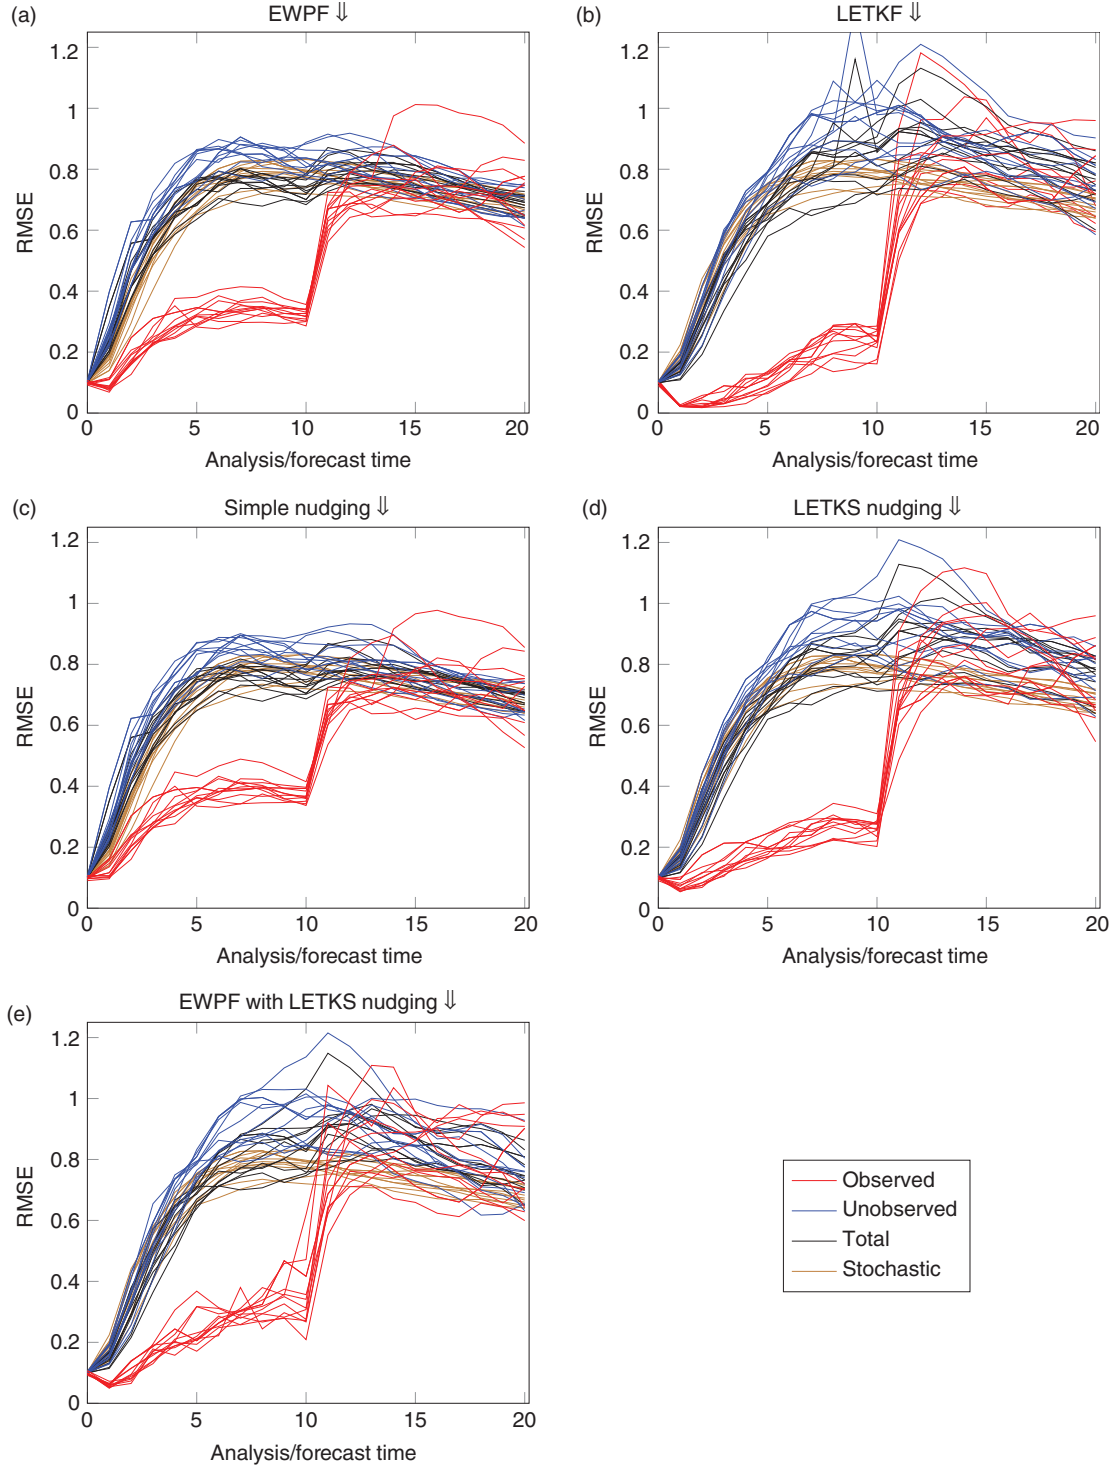 (a)
EWPF ⇓
1.2
1
0.8
0.6
0.4
0.2
0
RMSE
0
5
10
15
20
Analysis/forecast time
(b)
LETKF ⇓
1.2
1
0.8
0.6
0.4
0.2
0
RMSE
0
5
10
15
20
Analysis/forecast time
(c)
Simple nudging ⇓
1.2
1
0.8
0.6
0.4
0.2
0
RMSE
0
5
10
15
20
Analysis/forecast time
(d)
LETKS nudging ⇓
1.2
1
0.8
0.6
0.4
0.2
0
RMSE
0
5
10
15
20
Analysis/forecast time
(e)
EWPF with LETKS nudging ⇓
1.2
1
0.8
0.6
0.4
0.2
0
RMSE
0
5
10
15
20
Analysis/forecast time
Observed
Unobserved
Total
Stochastic